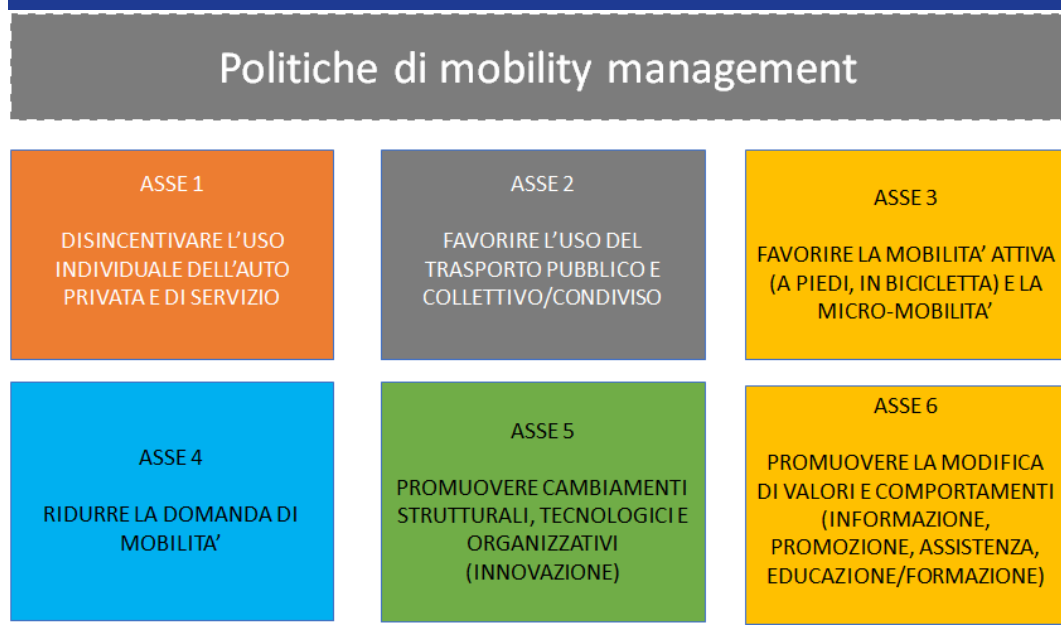 Politiche di mobility management
ASSE 1
DISINCENTIVARE L'USO
INDIVIDUALE DELL'AUTO
PRIVATA E DI SERVIZIO
ASSE 2
FAVORIRE L'USO DEL
TRASPORTO PUBBLICO E
COLLETTIVO/CONDIVISO
ASSE 3
FAVORIRE LA MOBILITA' ATTIVA
(A PIEDI, IN BICICLETTA) E LA
MICRO-MOBILITA'
ASSE 4
RIDURRE LA DOMANDA DI
MOBILITA'
ASSE 5
PROMUOVERE CAMBIAMENTI
STRUTTURALI, TECNOLOGICI E
ORGANIZZATIVI
(INNOVAZIONE)
ASSE 6
PROMUOVERE LA MODIFICA
DI VALORI E COMPORTAMENTI
(INFORMAZIONE,
PROMOZIONE, ASSISTENZA,
EDUCAZIONE/FORMAZIONE)